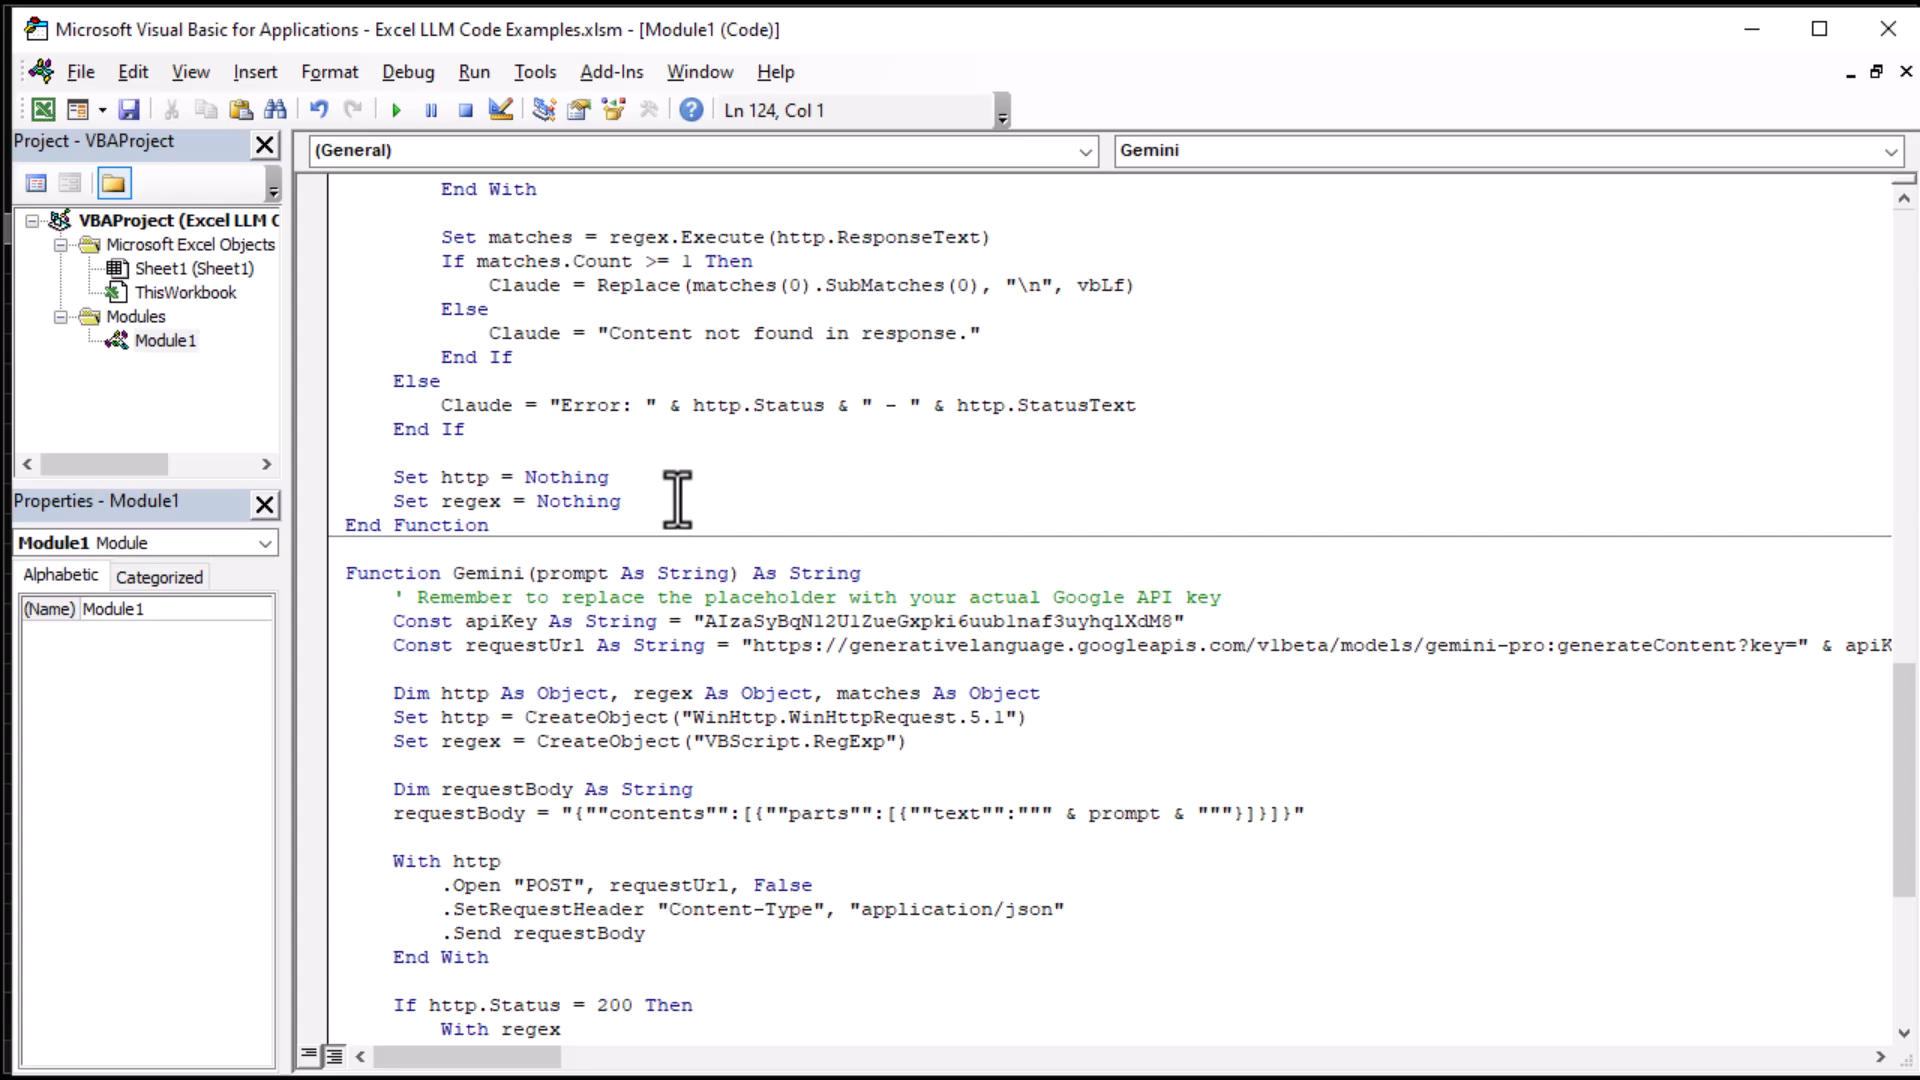 Microsoft Visual Basic for Applications - Excel LLM Code Examples.xlsm - [Module1 (Code)]
File Edit View Insert Format Debug Run Tools Add-Ins Window Help
Ln 124, Col 1
Project - VBAProject
VBAProject (Excel LLM C
Microsoft Excel Objects
Sheet1 (Sheet1)
ThisWorkbook
Modules
Module1
Properties - Module1
Module1 Module
Alphabetic Categorized
(Name) Module1
(General) Gemini
End With
Set matches = regex.Execute(http.ResponseText)
If matches.Count >= 1 Then
Claude = Replace(matches(0).SubMatches(0), "\n", vbLf)
Else
Claude = "Content not found in response."
End If
Else
Claude = "Error: " & http.Status & " - " & http.StatusText
End If
Set http = Nothing
Set regex = Nothing
End Function
Function Gemini(prompt As String) As String
' Remember to replace the placeholder with your actual Google API key
Const apiKey As String =
Const requestUrl As String = "https://generativelanguage.googleapis.com/v1beta/models/gemini-pro:generateContent?key=" & apiK
Dim http As Object, regex As Object, matches As Object
Set http = CreateObject("WinHttp.WinHttpRequest.5.1")
Set regex = CreateObject("VBScript.RegExp")
Dim requestBody As String
requestBody = "{""contents"":[{""parts"":[{""text"":""" & prompt & """}]}]}"
With http
.Open "POST", requestUrl, False
.SetRequestHeader "Content-Type", "application/json"
.Send requestBody
End With
If http.Status = 200 Then
With regex